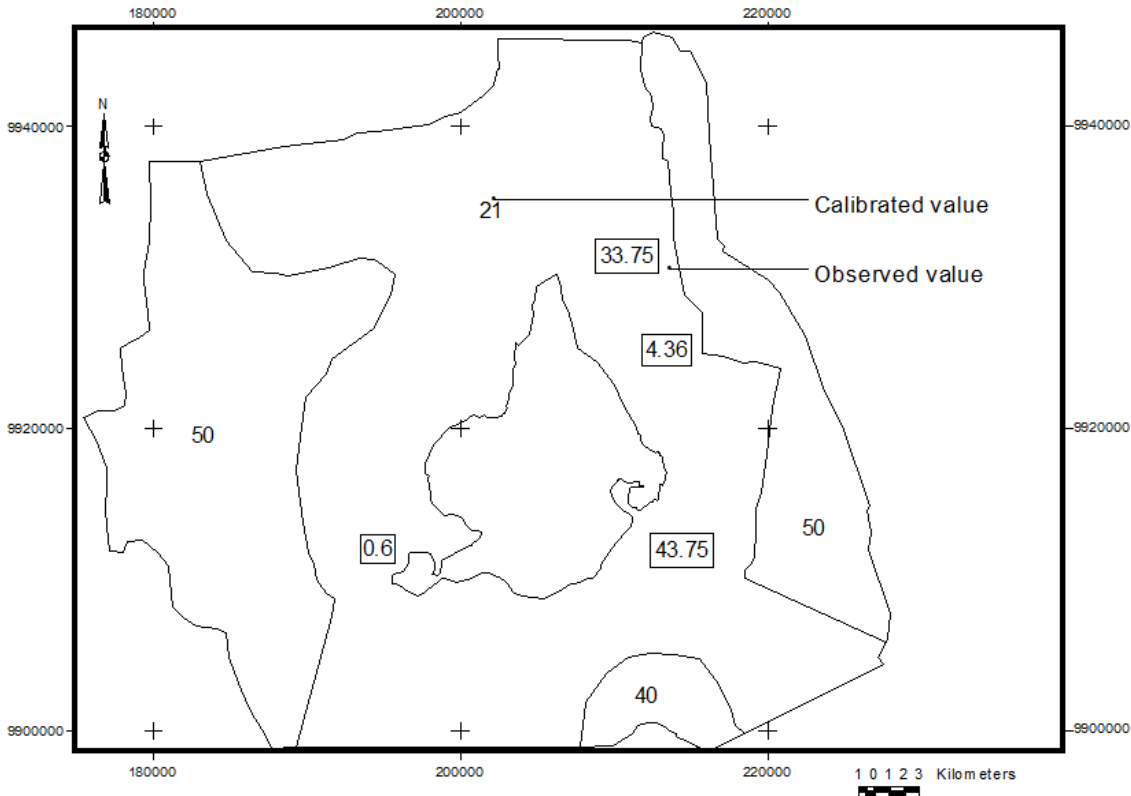 180000 200000 220000
N
9940000 9940000
21 Calibrated value
33.75
Observed value
4.36
9920000 9920000
50
50
0.6 43.75
40
9900000 9900000
180000 200000 220000
1 0 1 2 3 Kilometers